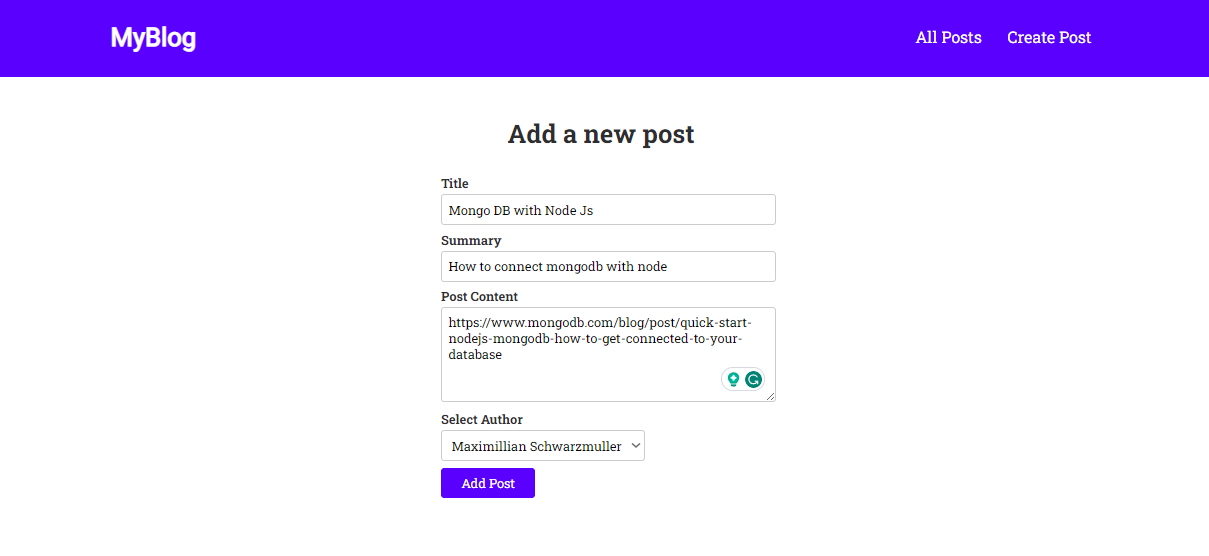 MyBlog
All Posts
Create Post
Add a new post
Title
Mongo DB with Node Js
Summary
How to connect mongodb with node
Post Content
https://www.mongodb.com/blog/post/quick-start-
nodejs-mongodb-how-to-get-connected-to-your-
database
Select Author
Maximillian Schwarzmuller
Add Post